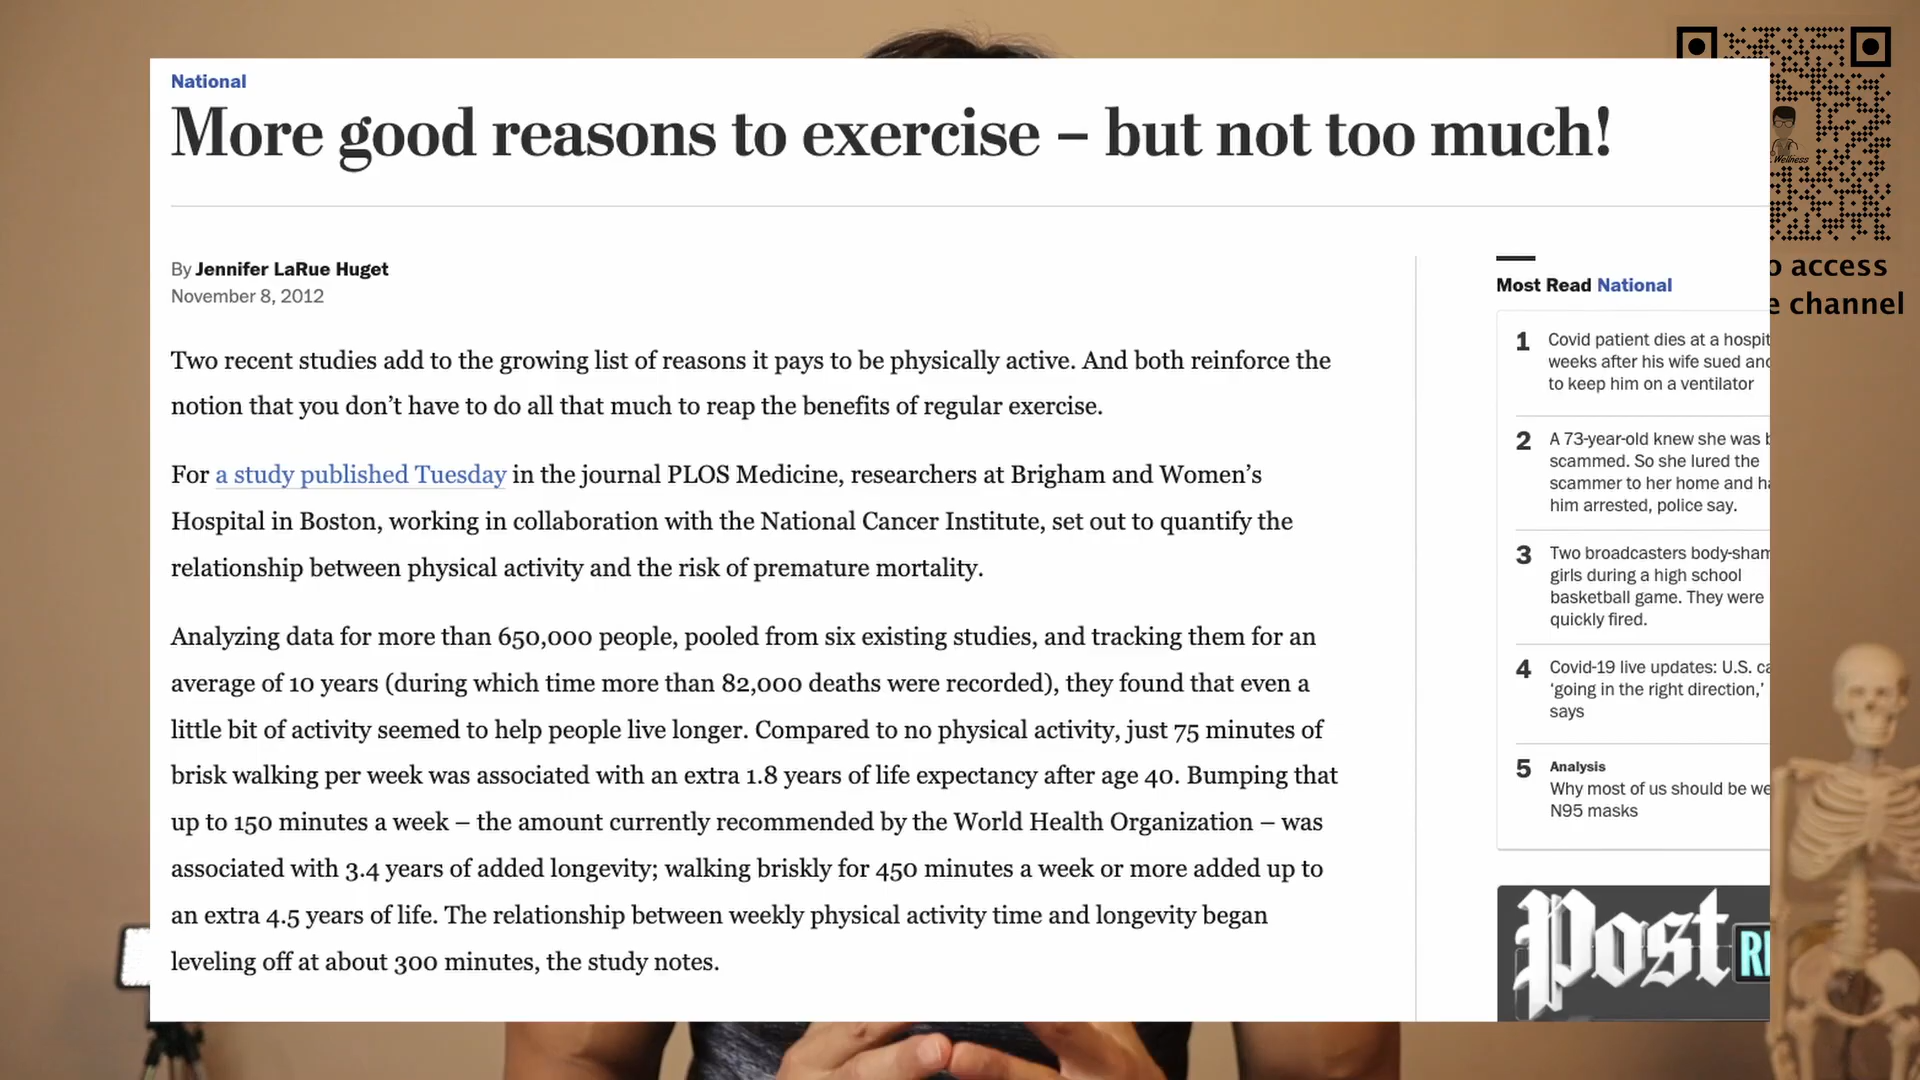 National
More good reasons to exercise – but not too much!
By Jennifer LaRue Huget
November 8, 2012
Two recent studies add to the growing list of reasons it pays to be physically active. And both reinforce the
notion that you don’t have to do all that much to reap the benefits of regular exercise.
For a study published Tuesday in the journal PLOS Medicine, researchers at Brigham and Women’s
Hospital in Boston, working in collaboration with the National Cancer Institute, set out to quantify the
relationship between physical activity and the risk of premature mortality.
Analyzing data for more than 650,000 people, pooled from six existing studies, and tracking them for an
average of 10 years (during which time more than 82,000 deaths were recorded), they found that even a
little bit of activity seemed to help people live longer. Compared to no physical activity, just 75 minutes of
brisk walking per week was associated with an extra 1.8 years of life expectancy after age 40. Bumping that
up to 150 minutes a week – the amount currently recommended by the World Health Organization – was
associated with 3.4 years of added longevity; walking briskly for 450 minutes a week or more added up to
an extra 4.5 years of life. The relationship between weekly physical activity time and longevity began
leveling off at about 300 minutes, the study notes.
Most Read National
1 Covid patient dies at a
weeks after his wife sued
to keep him on a ventilator
2 A 73-year-old knew she was
scammed. So she lured the
scammer to her home and
him arrested, police say.
3 Two broadcasters
girls during a high school
basketball game. They were
quickly fired.
4 Covid-19 live updates: U.S.
‘going in the right direction,’
says
5 Analysis
Why most of us should be
N95 masks
Post
Wellness
access
channel